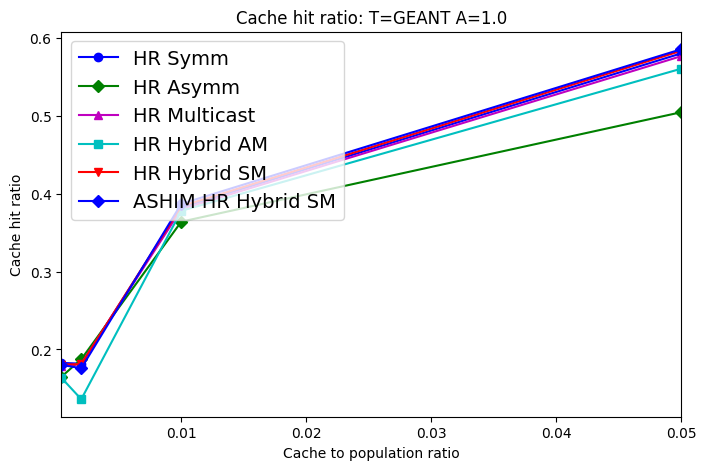 Cache hit ratio: T=GEANT A=1.0
HR Symm
HR Asymm
HR Multicast
HR Hybrid AM
HR Hybrid SM
ASHIM HR Hybrid SM
Cache hit ratio
0.6
0.5
0.4
0.3
0.2
0.01
0.02
0.03
0.04
0.05
Cache to population ratio